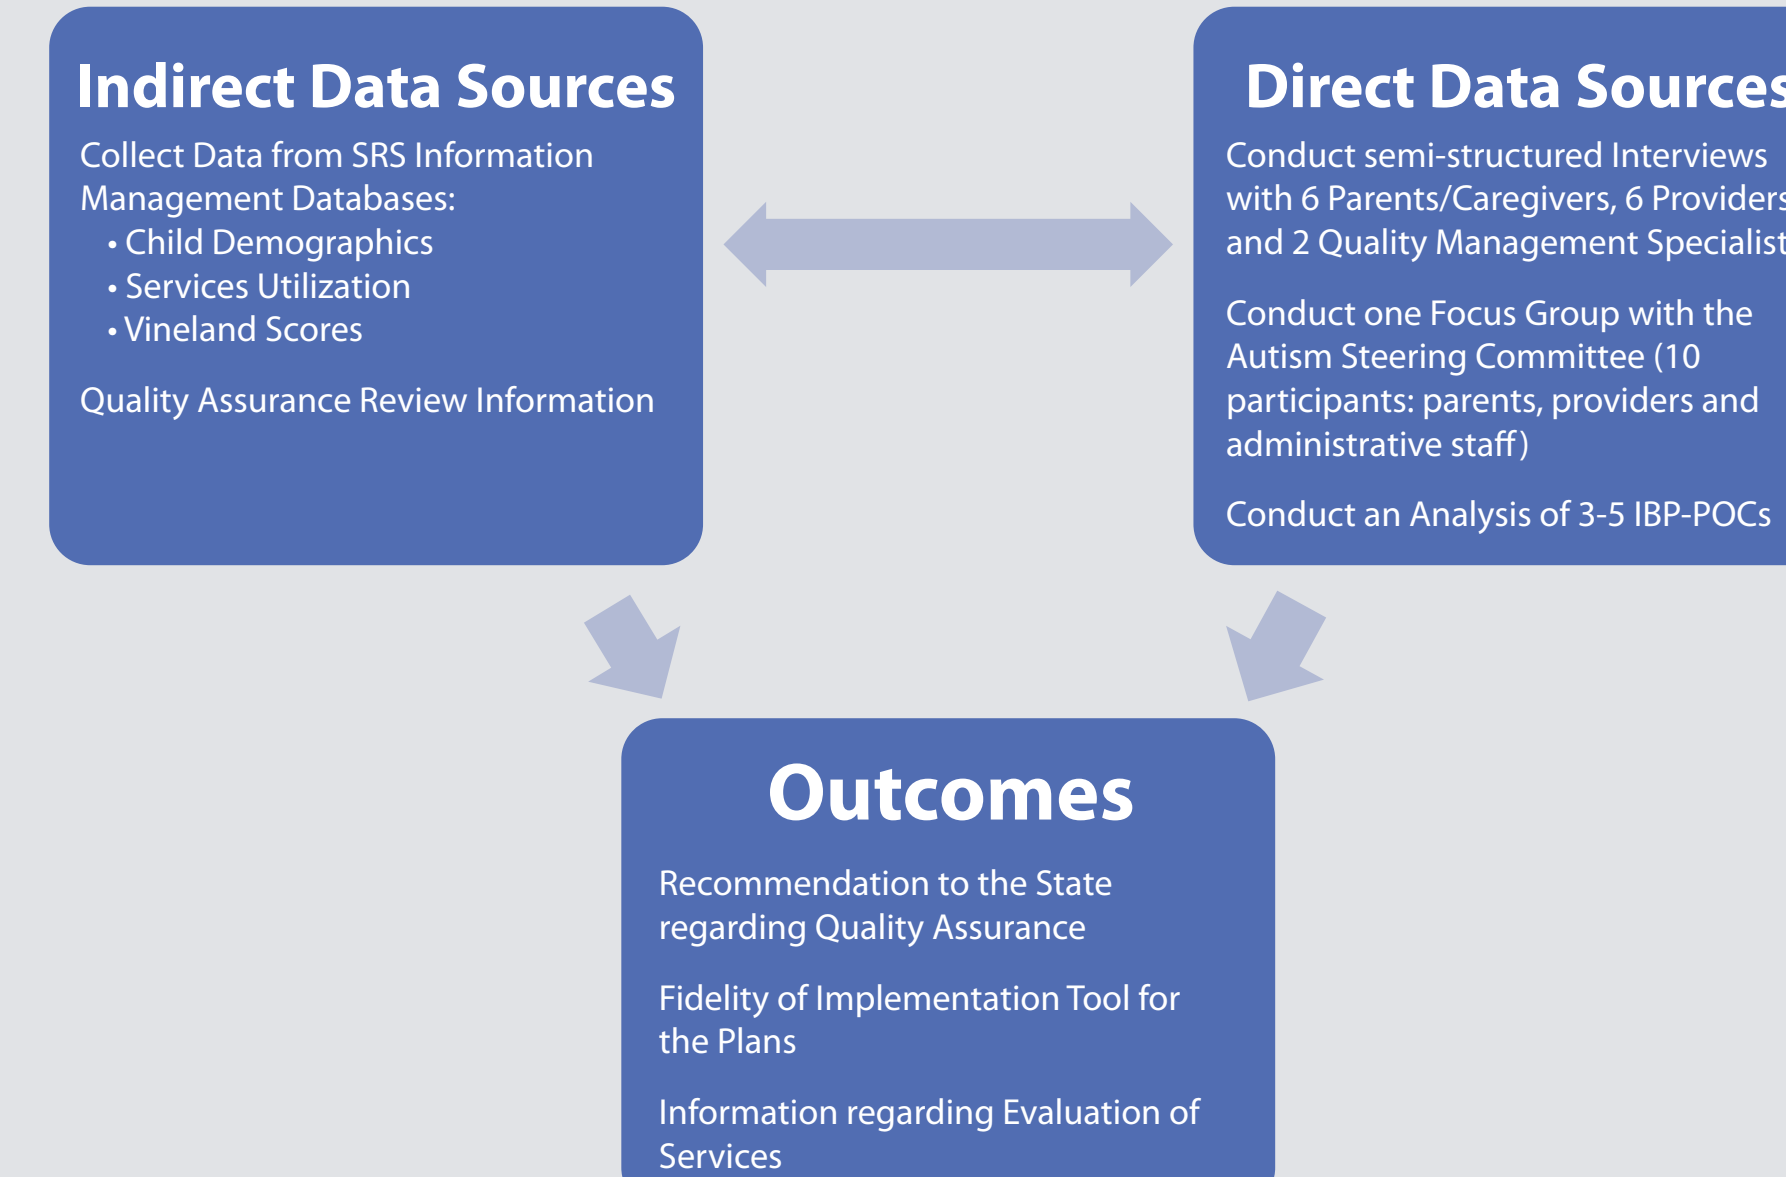 Indirect Data Sources
Collect Data from SRS Information
Management Databases:
• Child Demographics
• Services Utilization
• Vineland Scores
Quality Assurance Review Information
Direct Data Sources
Conduct semi-structured Interviews
with 6 Parents/Caregivers, 6 Providers
and 2 Quality Management Specialist
Conduct one Focus Group with the
Autism Steering Committee (10
participants: parents, providers and
administrative staff)
Conduct an Analysis of 3-5 IBP-POCs
Outcomes
Recommendation to the State
regarding Quality Assurance
Fidelity of Implementation Tool for
the Plans
Information regarding Evaluation of
Services